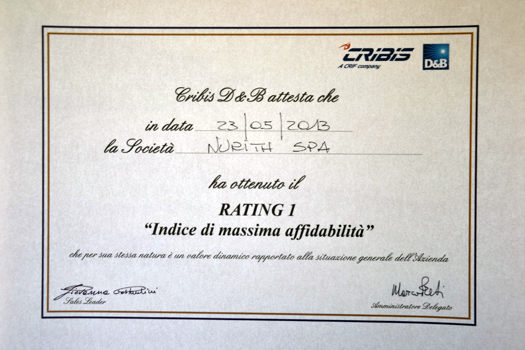 CRIBIS D&B
A CRIF company
Cribis D&B attesta che
in data 23/05/2013
la Società NURITH SPA
ha ottenuto il
RATING 1
“Indice di massima affidabilità”
che per sua stessa natura è un valore dinamico rapportato alla situazione generale dell'Azienda
Sales Leader Amministratore Delegato